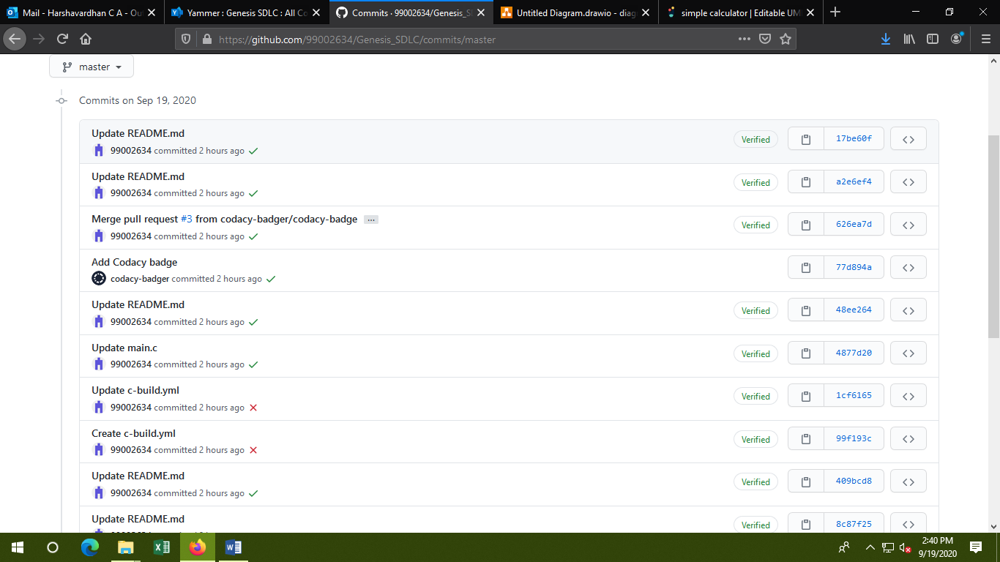 Mail - Harshavardhan C A - Out
Yammer : Genesis SDLC : All Co
Commits · 99002634/Genesis_SD
Untitled Diagram.drawio - diag
simple calculator | Editable UM
https://github.com/99002634/Genesis_SDLC/commits/master
master
Commits on Sep 19, 2020
Update README.md
Verified
17be60f
99002634 committed 2 hours ago
Update README.md
Verified
a2e6ef4
99002634 committed 2 hours ago
Merge pull request #3 from codacy-badger/codacy-badge ...
Verified
626ea7d
99002634 committed 2 hours ago
Add Codacy badge
77d894a
codacy-badger committed 2 hours ago
Update README.md
Verified
48ee264
99002634 committed 2 hours ago
Update main.c
Verified
4877d20
99002634 committed 2 hours ago
Update c-build.yml
Verified
1cf6165
99002634 committed 2 hours ago
Create c-build.yml
Verified
99f193c
99002634 committed 2 hours ago
Update README.md
Verified
409bcd8
99002634 committed 2 hours ago
Update README.md
Verified
8c87f25
2:40 PM
9/19/2020